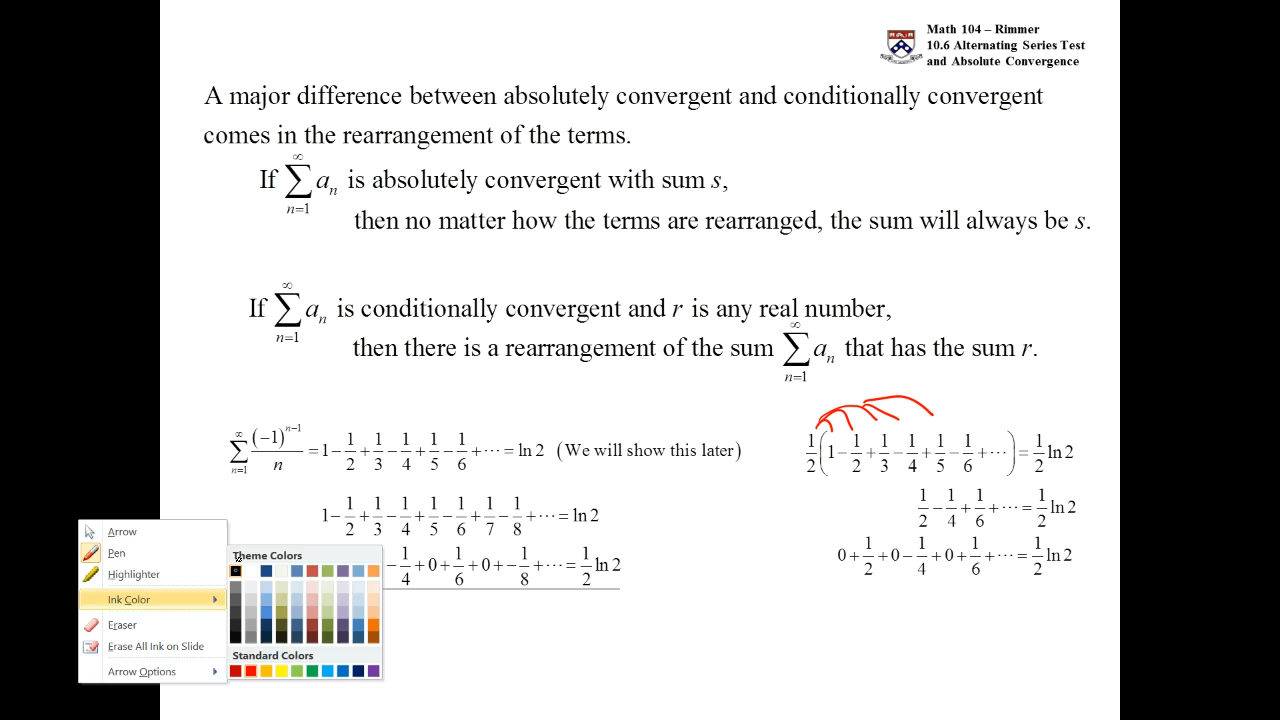 Math 104 – Rimmer
10.6 Alternating Series Test
and Absolute Convergence
A major difference between absolutely convergent and conditionally convergent
comes in the rearrangement of the terms.
If ∑_{n=1}^{∞} a_n is absolutely convergent with sum s,
then no matter how the terms are rearranged, the sum will always be s.
If ∑_{n=1}^{∞} a_n is conditionally convergent and r is any real number,
then there is a rearrangement of the sum ∑_{n=1}^{∞} a_n that has the sum r.
∑_{n=1}^{∞} (-1)^{n-1}/n = 1 - 1/2 + 1/3 - 1/4 + 1/5 - 1/6 + ⋯ = ln 2 (We will show this later)
1/2 (1 - 1/2 + 1/3 - 1/4 + 1/5 - 1/6 + ⋯) = 1/2 ln 2
1 - 1/2 + 1/3 - 1/4 + 1/5 - 1/6 + 1/7 - 1/8 + ⋯ = ln 2
1/2 - 1/4 + 1/6 + ⋯ = 1/2 ln 2
- 1/4 + 0 + 1/6 + 0 + - 1/8 + ⋯ = 1/2 ln 2
0 + 1/2 + 0 - 1/4 + 0 + 1/6 + ⋯ = 1/2 ln 2
Arrow
Pen
Highlighter
Ink Color
Eraser
Erase All Ink on Slide
Arrow Options
Theme Colors
Standard Colors